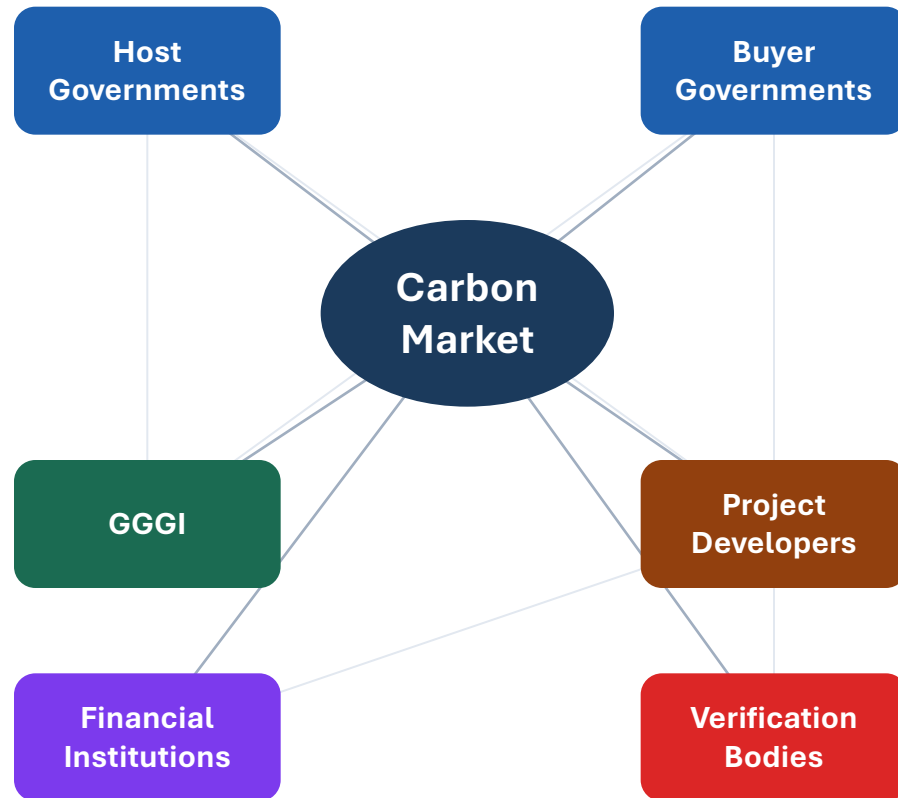 Host
Governments
Buyer
Governments
Carbon
Market
GGGI
Project
Developers
Financial
Institutions
Verification
Bodies